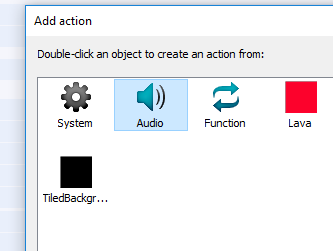 Add action
Double-click an object to create an action from:
System
Audio
Function
Lava
TiledBackgr...